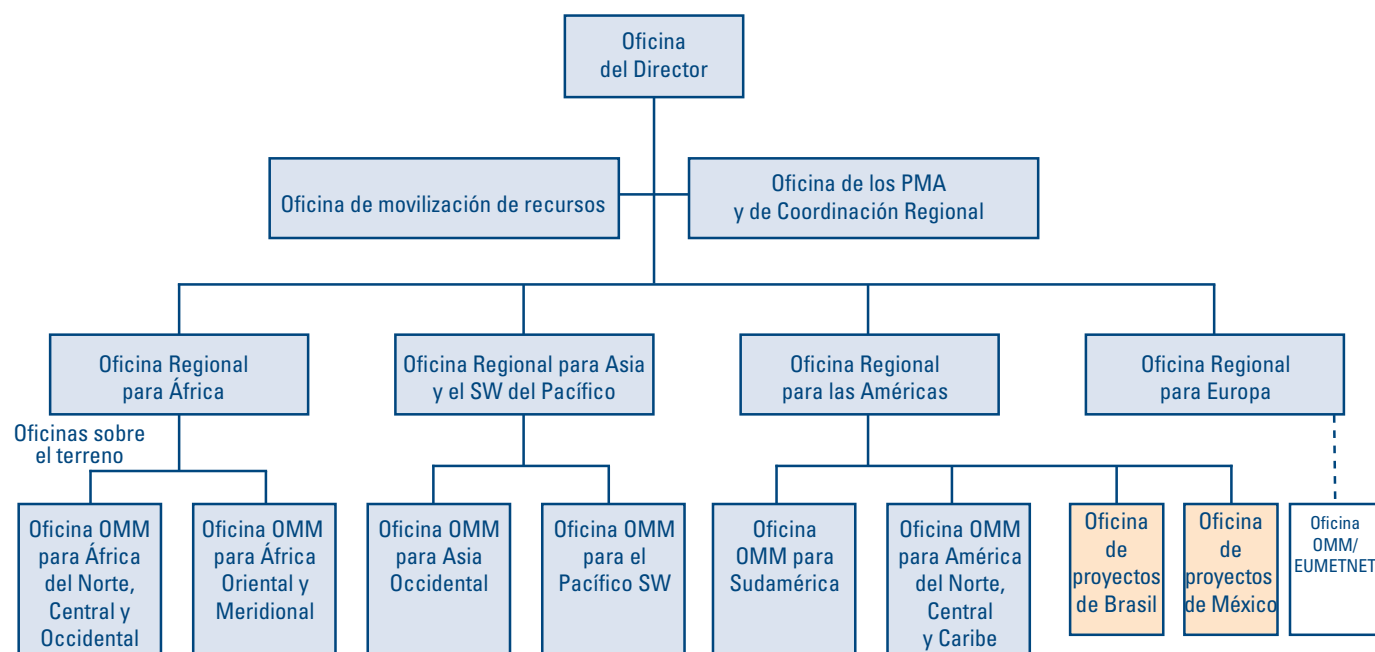 Oficina
del Director
Oficina de movilización de recursos
Oficina de los PMA
y de Coordinación Regional
Oficina Regional
para África
Oficina Regional para Asia
y el SW del Pacífico
Oficina Regional
para las Américas
Oficina Regional
para Europa
Oficinas sobre
el terreno
Oficina OMM
para África
del Norte,
Central y
Occidental
Oficina OMM
para África
Oriental y
Meridional
Oficina OMM
para Asia
Occidental
Oficina OMM
para el
Pacífico SW
Oficina
OMM para
Sudamérica
Oficina OMM
para América
del Norte,
Central
y Caribe
Oficina
de
proyectos
de Brasil
Oficina
de
proyectos
de México
Oficina
OMM/
EUMETNET